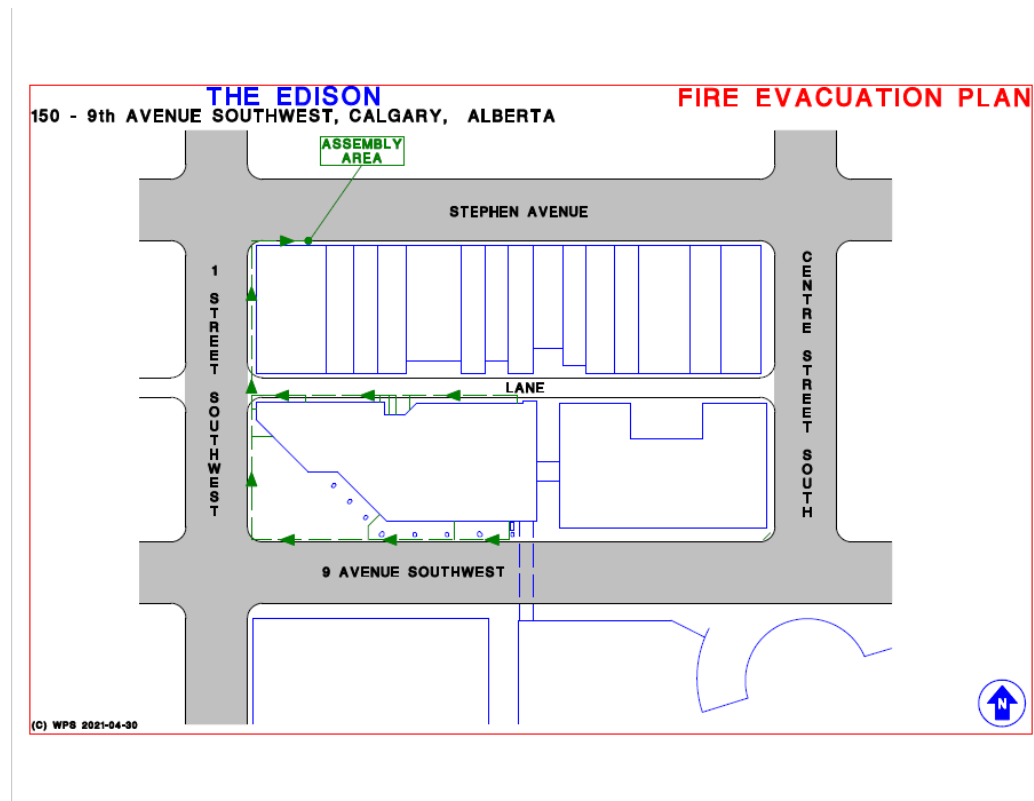 THE EDISON
FIRE EVACUATION PLAN
150 - 9th AVENUE SOUTHWEST, CALGARY, ALBERTA
ASSEMBLY
AREA
STEPHEN AVENUE
1 STREET SOUTHWEST
CENTRE STREET SOUTH
LANE
9 AVENUE SOUTHWEST
N
(C) WPS 2021-04-30